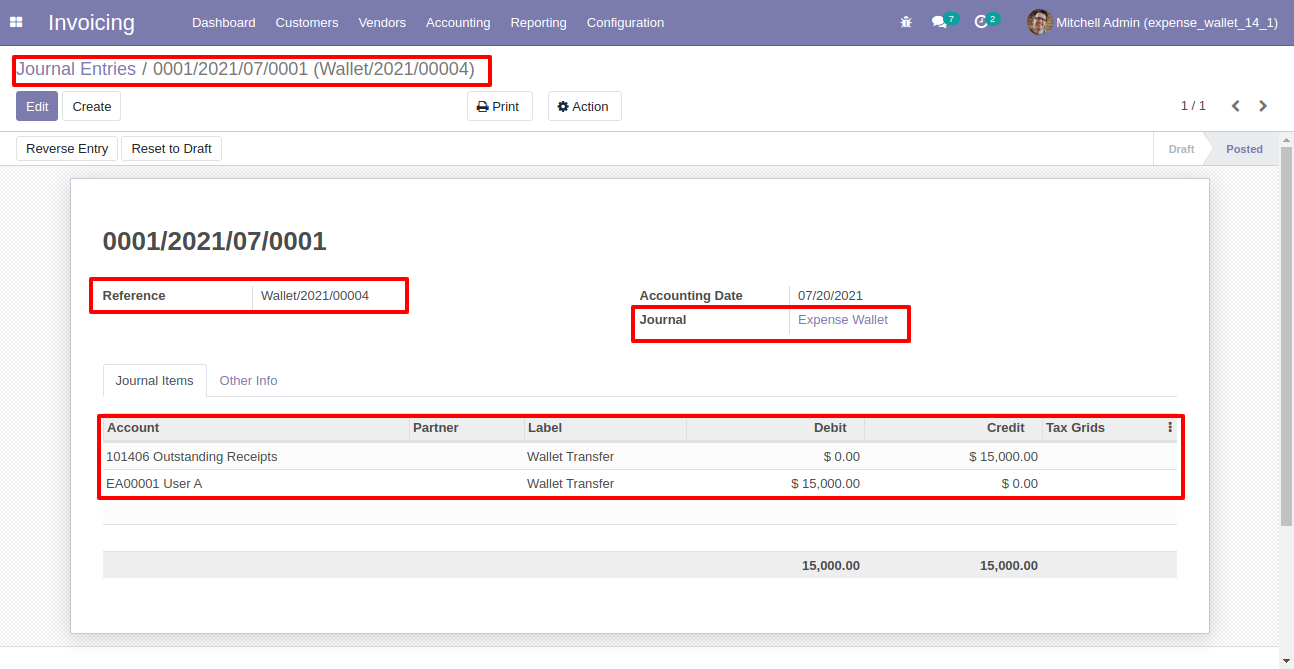 Invoicing Dashboard Customers Vendors Accounting Reporting Configuration 7 2 Mitchell Admin (expense_wallet_14_1)
Journal Entries / 0001/2021/07/0001 (Wallet/2021/00004)
Edit Create Print Action 1 / 1
Reverse Entry Reset to Draft Draft Posted
0001/2021/07/0001
Reference Wallet/2021/00004 Accounting Date 07/20/2021
Journal Expense Wallet
Journal Items Other Info
Account Partner Label Debit Credit Tax Grids
101406 Outstanding Receipts Wallet Transfer $ 0.00 $ 15,000.00
EA00001 User A Wallet Transfer $ 15,000.00 $ 0.00
15,000.00 15,000.00